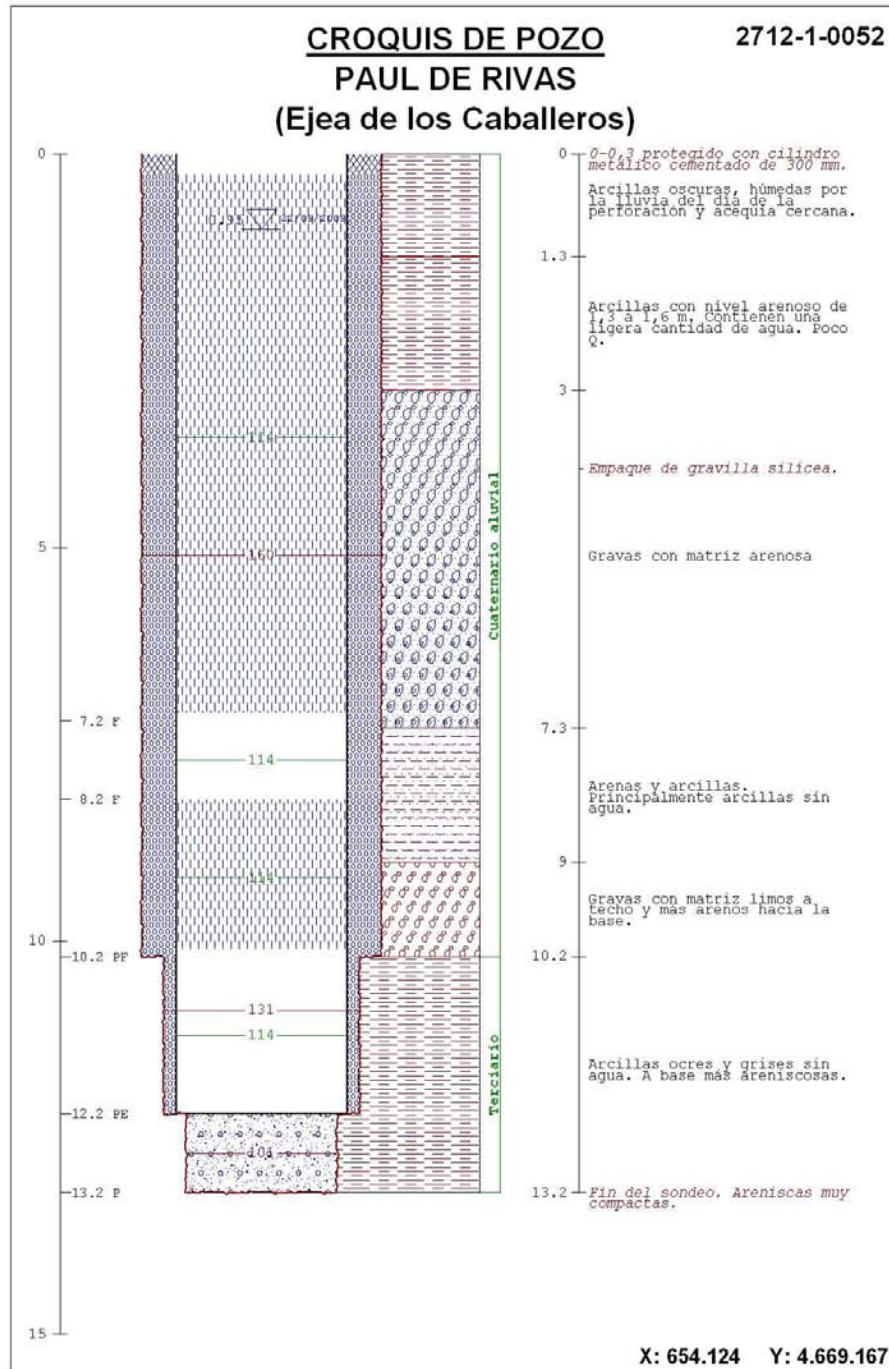 CROQUIS DE POZO
2712-1-0052
PAUL DE RIVAS
(Ejea de los Caballeros)
0
0
0-0,3 protegido con cilindro
metálico cementado de 300 mm.
Arcillas oscuras, húmedas por
la lluvia del día de la
perforación y acequia cercana.
0.95
1.3
Arcillas con nivel arenoso de
1,3 a 1,6 m. Contienen una
ligera cantidad de agua. Poco
Q.
3
114
Empaque de gravilla silícea.
Cuaternario aluvial
5
160
Gravas con matriz arenosa
7.2 F
7.3
114
8.2 F
Arenas y arcillas.
Principalmente arcillas sin
agua.
9
114
Gravas con matriz limos a
techo y más arenos hacia la
base.
10
10.2 PF
10.2
131
114
Terciario
Arcillas ocres y grises sin
agua. A base más areniscosas.
12.2 PE
101
13.2 P
13.2
Fin del sondeo. Areniscas muy
compactas.
15
X: 654.124 Y: 4.669.167